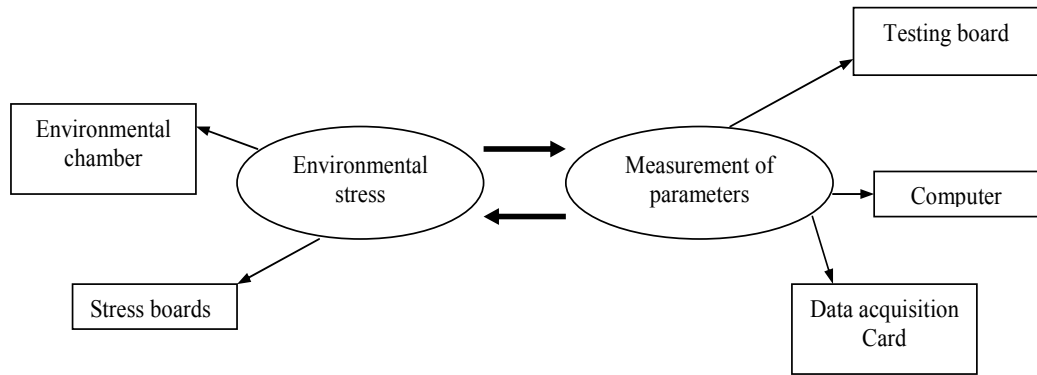 Testing board
Environmental
chamber
Environmental
stress
Measurement of
parameters
Computer
Stress boards
Data acquisition
Card